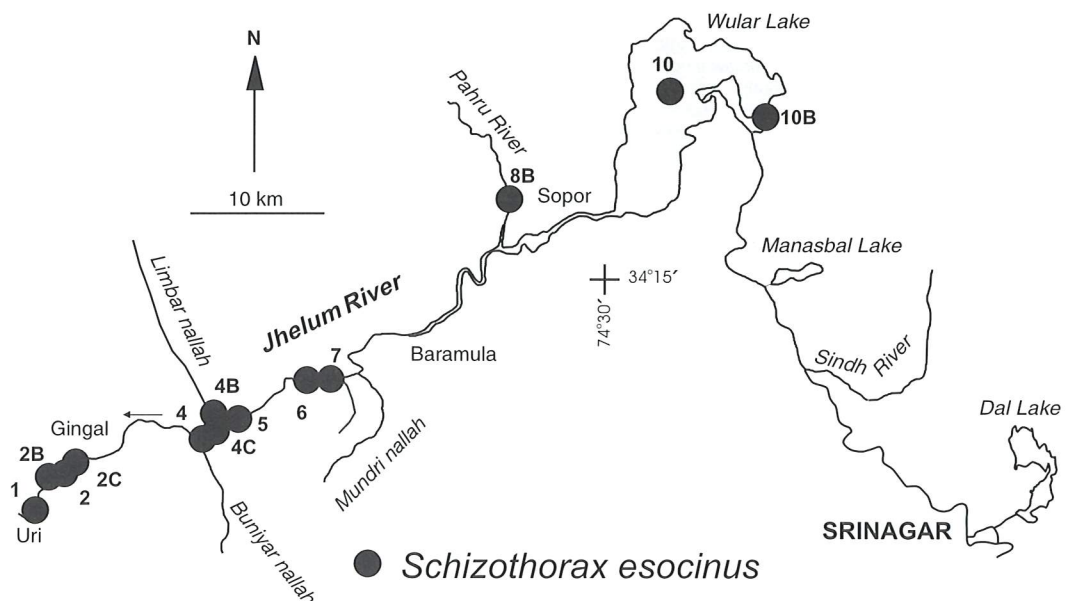 Wular Lake
N
10
Pahru River
10B
8B
Sopor
10 km
Manasbal Lake
34°15′
74°30′
Limbar nallah
Jhelum River
Baramula
7
Sindh River
4B
4
6
5
Dal Lake
Gingal
4C
2B
2C
1
2
Mundri nallah
Uri
Buniyar nallah
SRINAGAR
Schizothorax esocinus